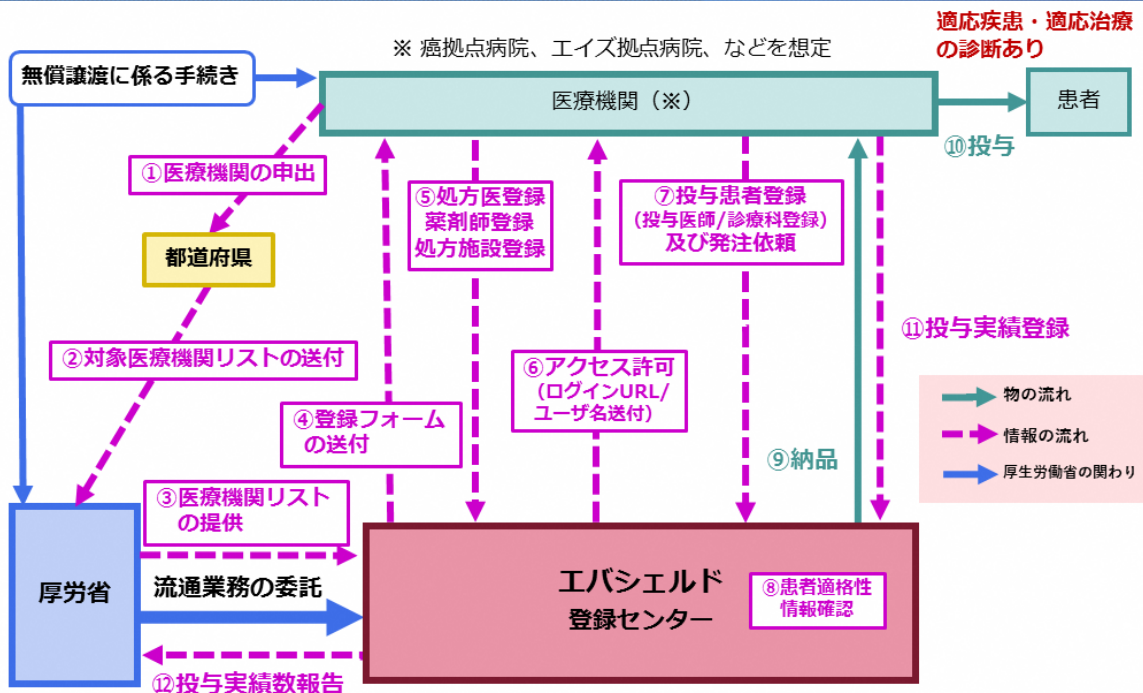 適応疾患・適応治療
の診断あり
※ 癌拠点病院、エイズ拠点病院、などを想定
無償譲渡に係る手続き
医療機関（※）
患者
⑩投与
①医療機関の申出
⑤処方医登録
薬剤師登録
処方施設登録
⑦投与患者登録
(投与医師/診療科登録)
及び発注依頼
都道府県
②対象医療機関リストの送付
⑥アクセス許可
(ログインURL/
ユーザ名送付)
⑪投与実績登録
④登録フォーム
の送付
⑨納品
物の流れ
情報の流れ
厚生労働省の関わり
③医療機関リスト
の提供
厚労省
流通業務の委託
エバシェルド
登録センター
⑧患者適格性
情報確認
⑫投与実績数報告